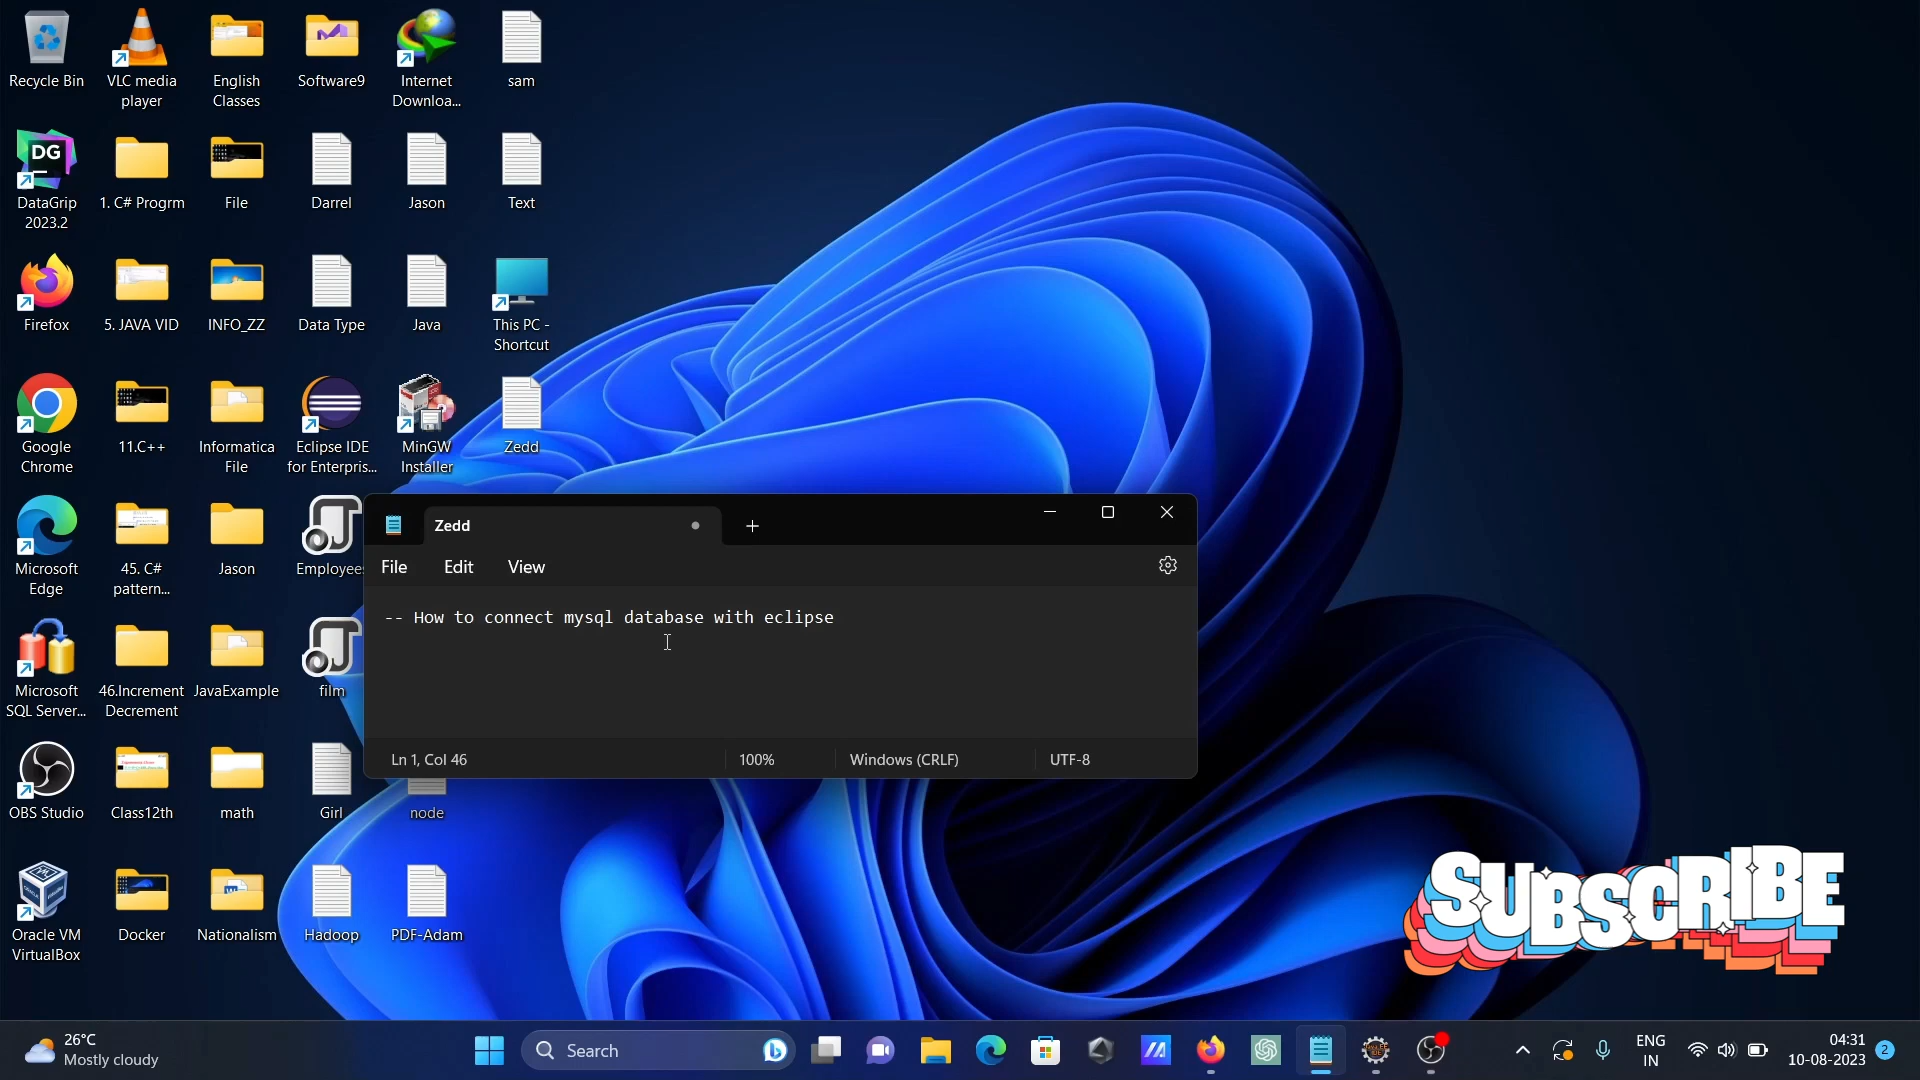 Recycle Bin
VLC media
player
English
Classes
Software9
Internet
Downloa...
sam
DG
DataGrip
2023.2
1. C# Progrm
File
Darrel
Jason
Text
Firefox
5. JAVA VID
INFO_ZZ
Data Type
Java
This PC -
Shortcut
Google
Chrome
11.C++
Informatica
File
Eclipse IDE
for Enterpris...
MinGW
Installer
Zedd
Microsoft
Edge
45. C#
pattern...
Jason
Employee
Zedd
File
Edit
View
-- How to connect mysql database with eclipse
Ln 1, Col 46
100%
Windows (CRLF)
UTF-8
Microsoft
SQL Server...
46.Increment
Decrement
JavaExample
film
OBS Studio
Class12th
math
Girl
node
Oracle VM
VirtualBox
Docker
Nationalism
Hadoop
PDF-Adam
SUBSCRIBE
26°C
Mostly cloudy
Search
ENG
IN
04:31
10-08-2023
2